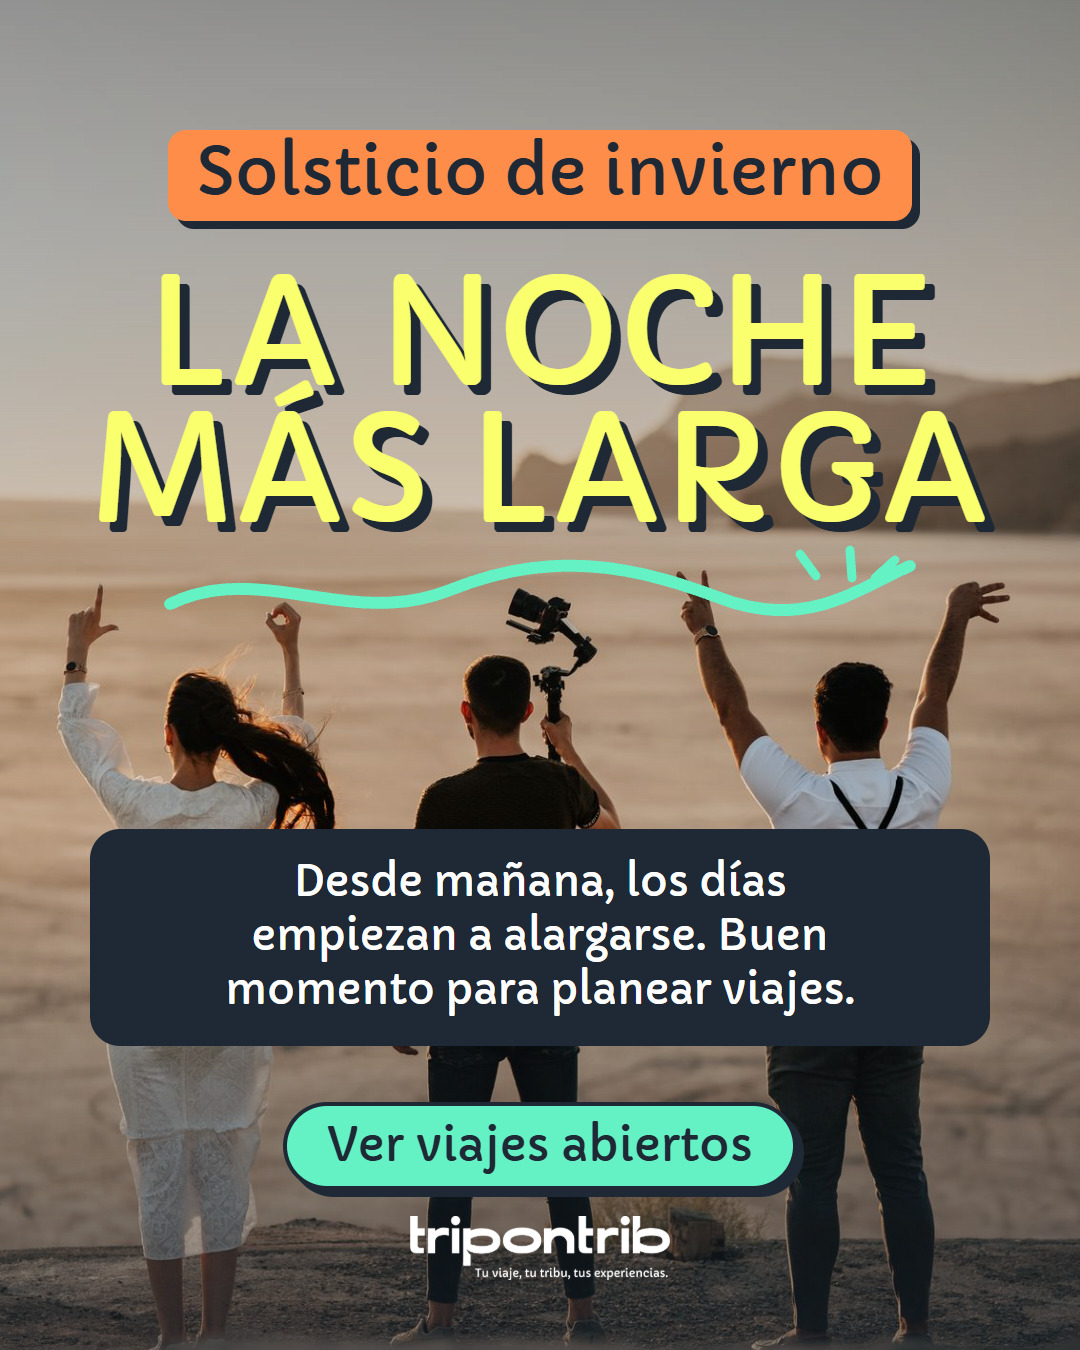 Solsticio de invierno
LA NOCHE
MÁS LARGA
Desde mañana, los días
empiezan a alargarse. Buen
momento para planear viajes.
Ver viajes abiertos
tripontrib
Tu viaje, tu tribu, tus experiencias.